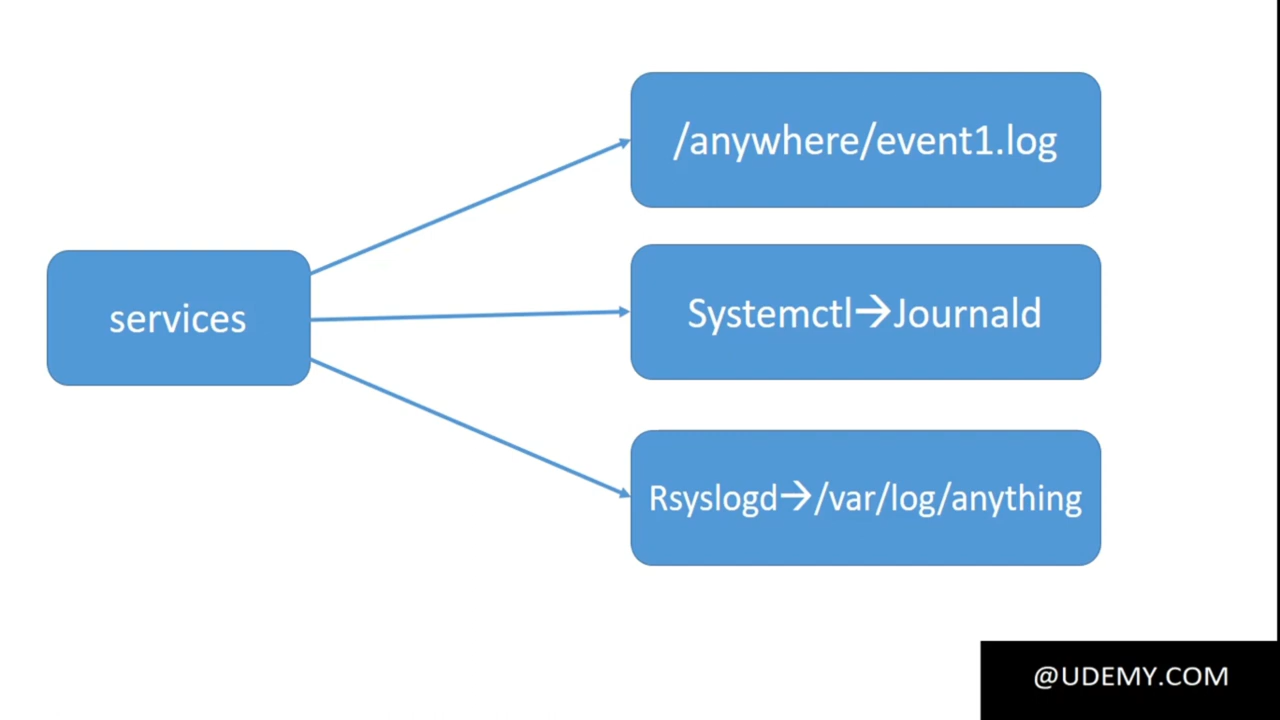 /anywhere/event1.log
services
Systemctl→Journald
Rsyslogd→/var/log/anything
@UDEMY.COM